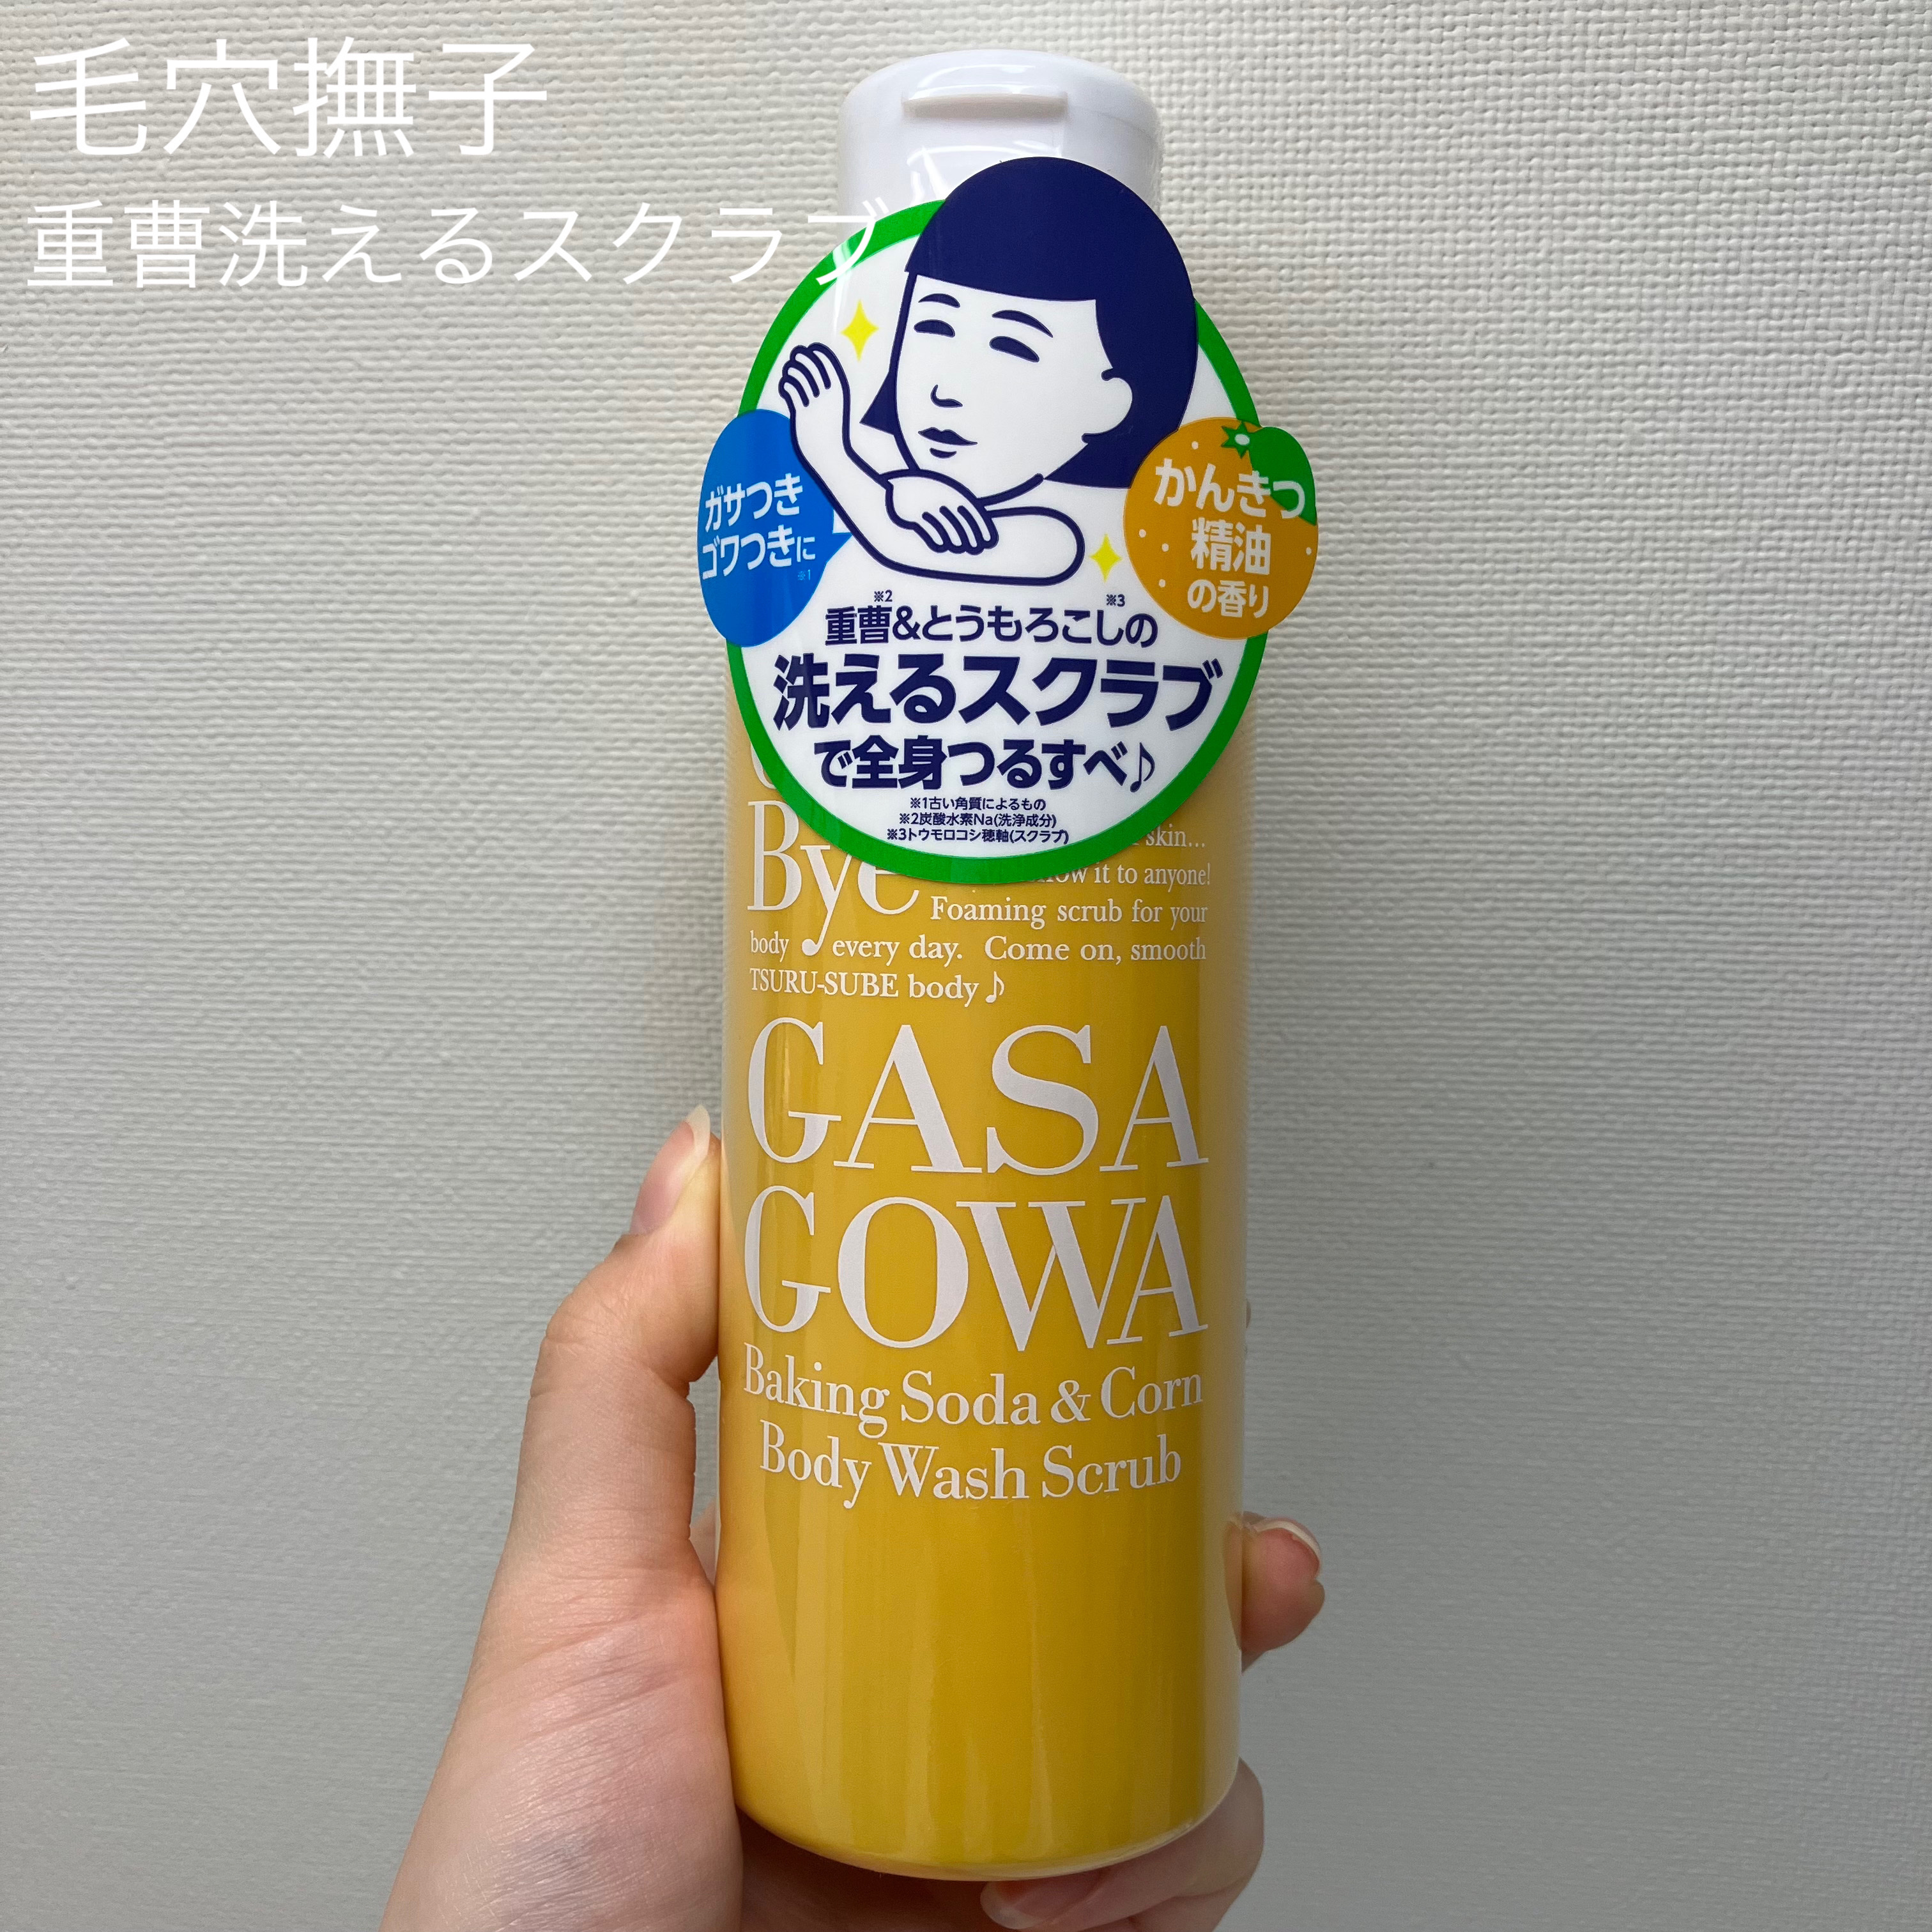 毛穴撫子
重曹洗えるスクラブ
ガサつき
ゴワつきに
※1
かんきつ
精油
の香り
※2 ※3
重曹&とうもろこしの
洗えるスクラブ
で全身つるすべ♪
※1古い角質によるもの
※2炭酸水素Na(洗浄成分)
※3トウモロコシ穂軸(スクラブ)
Bye
skin...
it to anyone!
Foaming scrub for your
body every day. Come on, smooth
TSURU-SUBE body♪
GASA
GOWA
Baking Soda & Corn
Body Wash Scrub